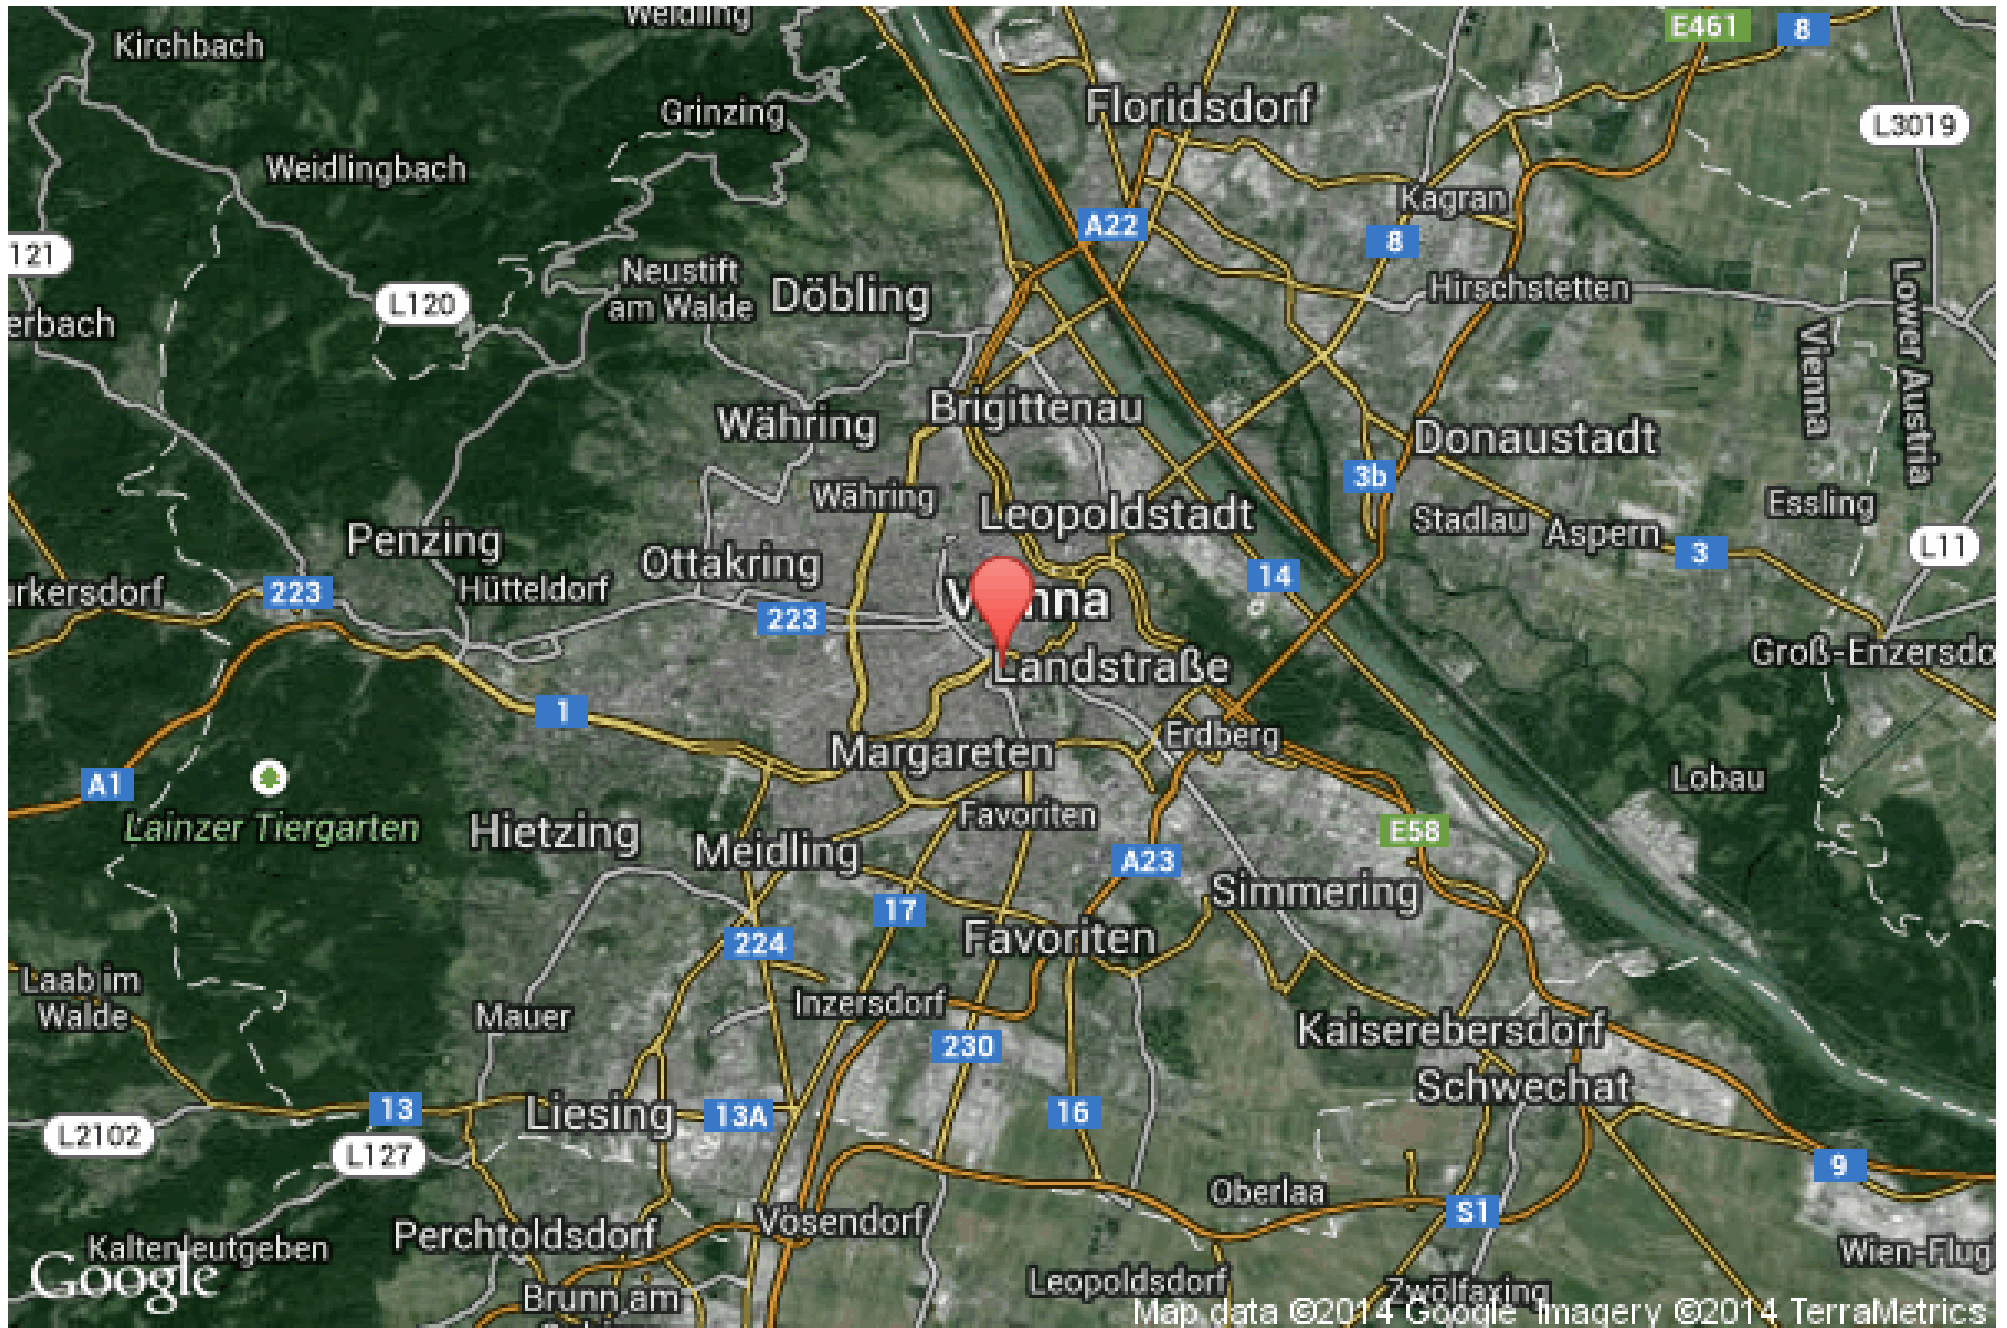 Weidling
E461
8
Kirchbach
Grinzing
Floridsdorf
L3019
Weidlingbach
Kagran
A22
8
121
Neustift
am Walde
Döbling
Hirschstetten
L120
erbach
Lower Austria
Vienna
Brigittenau
Währing
Donaustadt
3b
Währing
Leopoldstadt
Essling
Stadlau
Aspern
Penzing
Ottakring
L11
3
14
Hütteldorf
urkersdorf
223
223
Landstraße
Groß-Enzersdo
1
Erdberg
Margareten
A1
Lobau
Lainzer Tiergarten
Hietzing
Favoriten
E58
Meidling
A23
Simmering
17
Favoriten
224
Laab im
Walde
Inzersdorf
Mauer
Kaiserebersdorf
230
Schwechat
13
Liesing
13A
16
L2102
L127
9
Oberlaa
S1
Vösendorf
Perchtoldsdorf
Kaltenleutgeben
Wien-Flug
Google
Leopoldsdorf
Zwölfaxing
Brunn am
Map data ©2014 Google Imagery ©2014 TerraMetrics